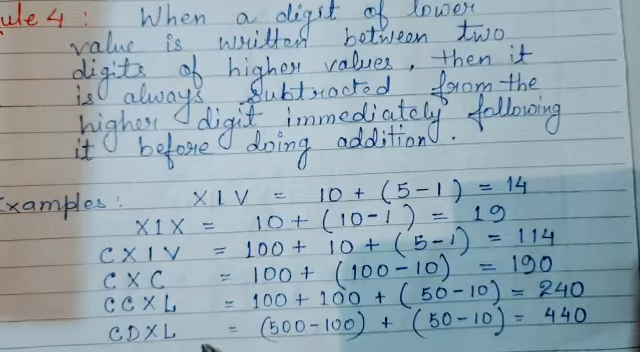 ule 4 : When a digit of lower
value is written between two
digits of higher values, then it
is always subtracted from the
higher digit immediately following
it before doing addition.
Examples : XIV = 10 + (5-1) = 14
XIX = 10 + (10-1) = 19
CXIV = 100 + 10 + (5-1) = 114
CXC = 100 + (100-10) = 190
CCXL = 100 + 100 + (50-10) = 240
CDXL = (500-100) + (50-10) = 440